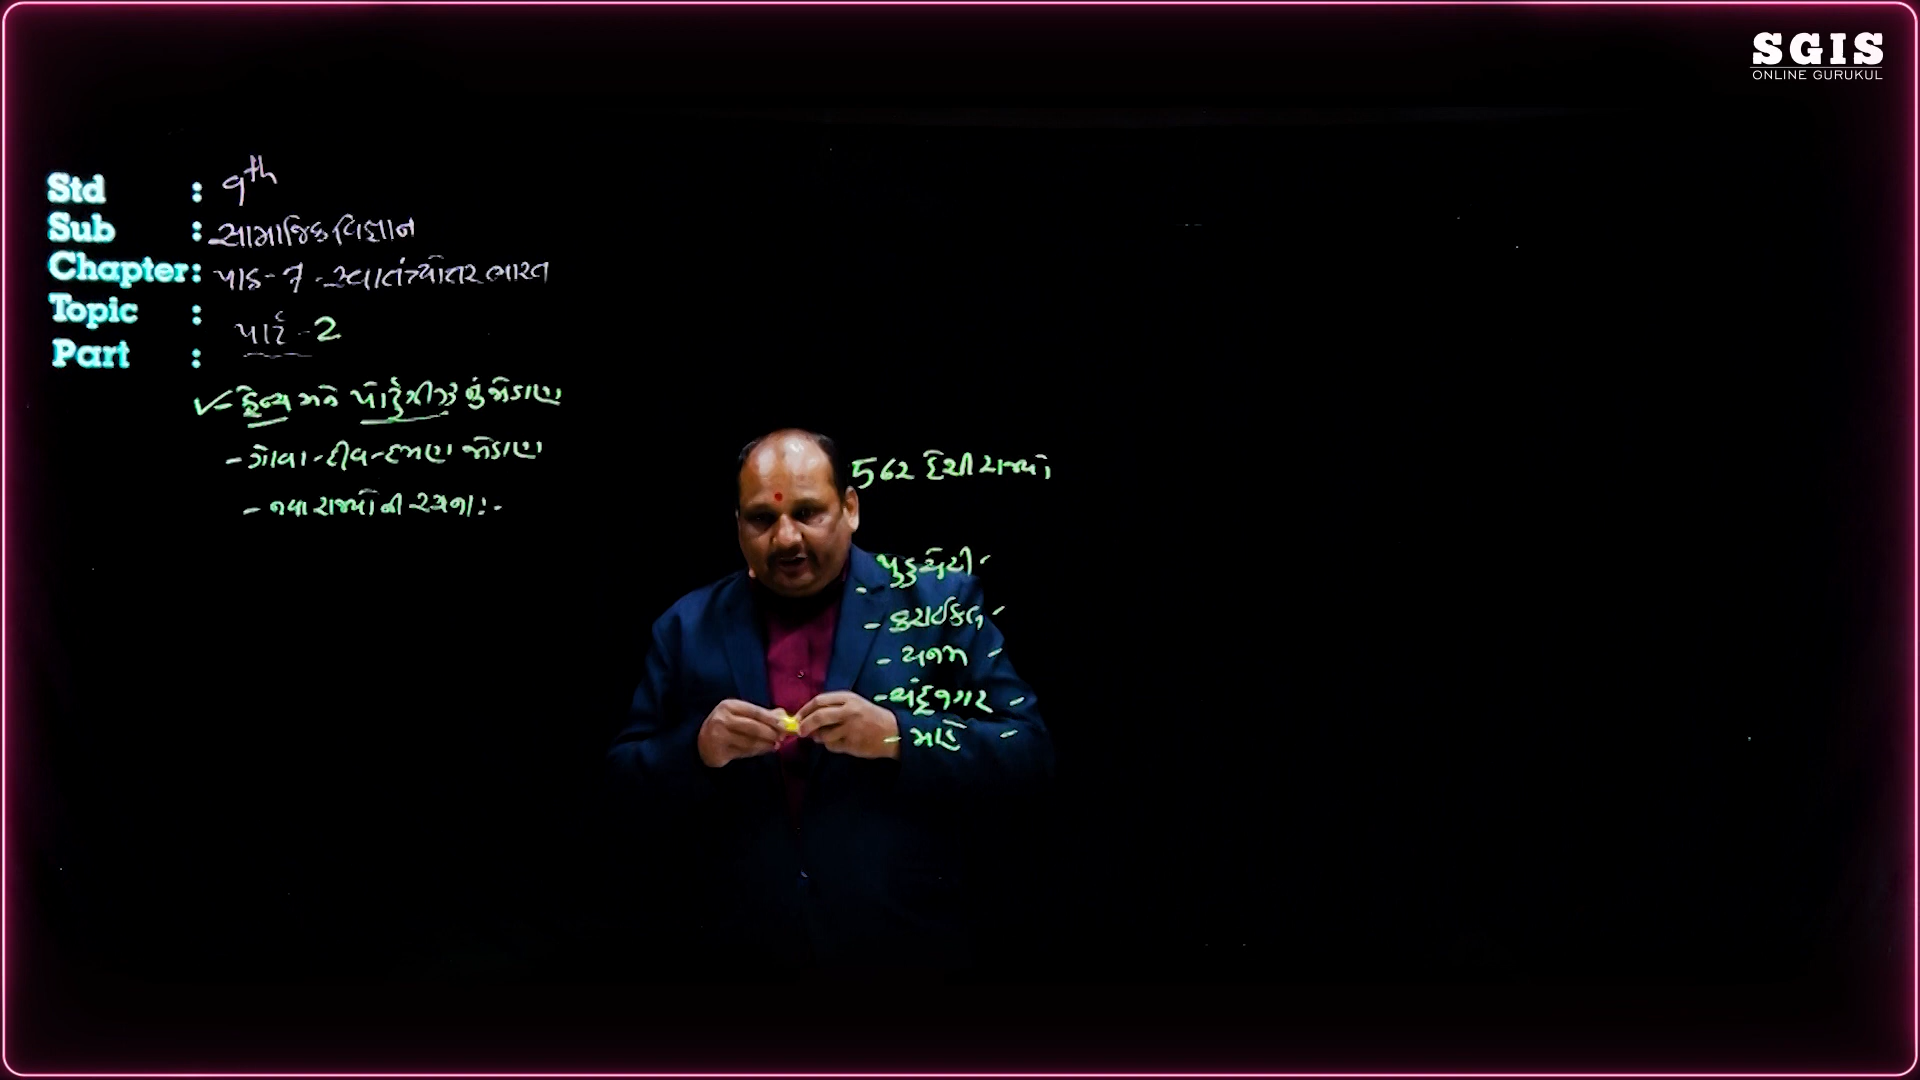 SGIS
ONLINE GURUKUL
Std : 9th
Sub : સામાજિક વિજ્ઞાન
Chapter : પાઠ-7 - સ્વાતંત્ર્યોત્તર ભારત
Topic :
Part : પાર્ટ - 2
ફ્રેન્ચ અને પોર્ટુગીઝ નું જોડાણ
- ગોવા - દીવ - દમણ જોડાણ
- નવા રાજ્યોની રચના :-
562 દેશી રાજ્યો
- પુડુચેરી
- કરાઈકલ
- યનમ
- ચંદ્રનગર
- માહે